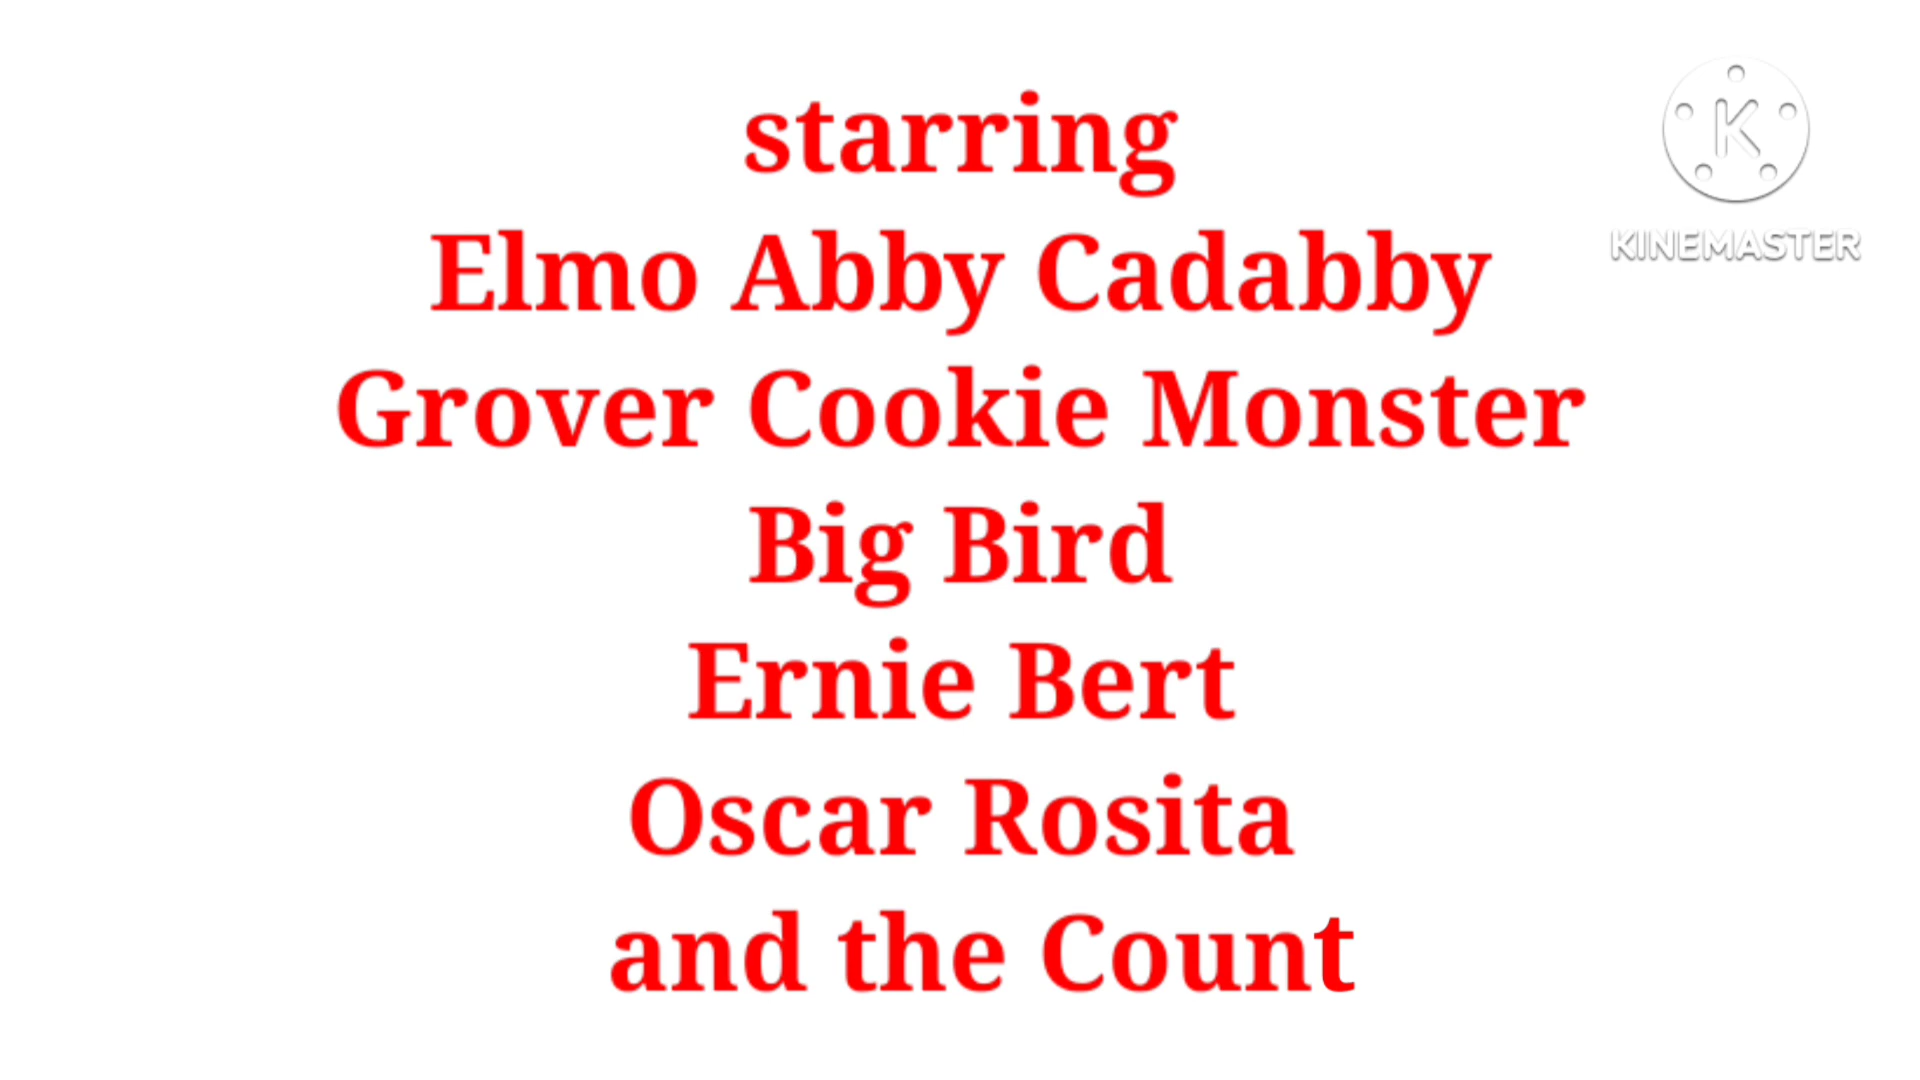 starring
Elmo Abby Cadabby
Grover Cookie Monster
Big Bird
Ernie Bert
Oscar Rosita
and the Count
K
KINEMASTER